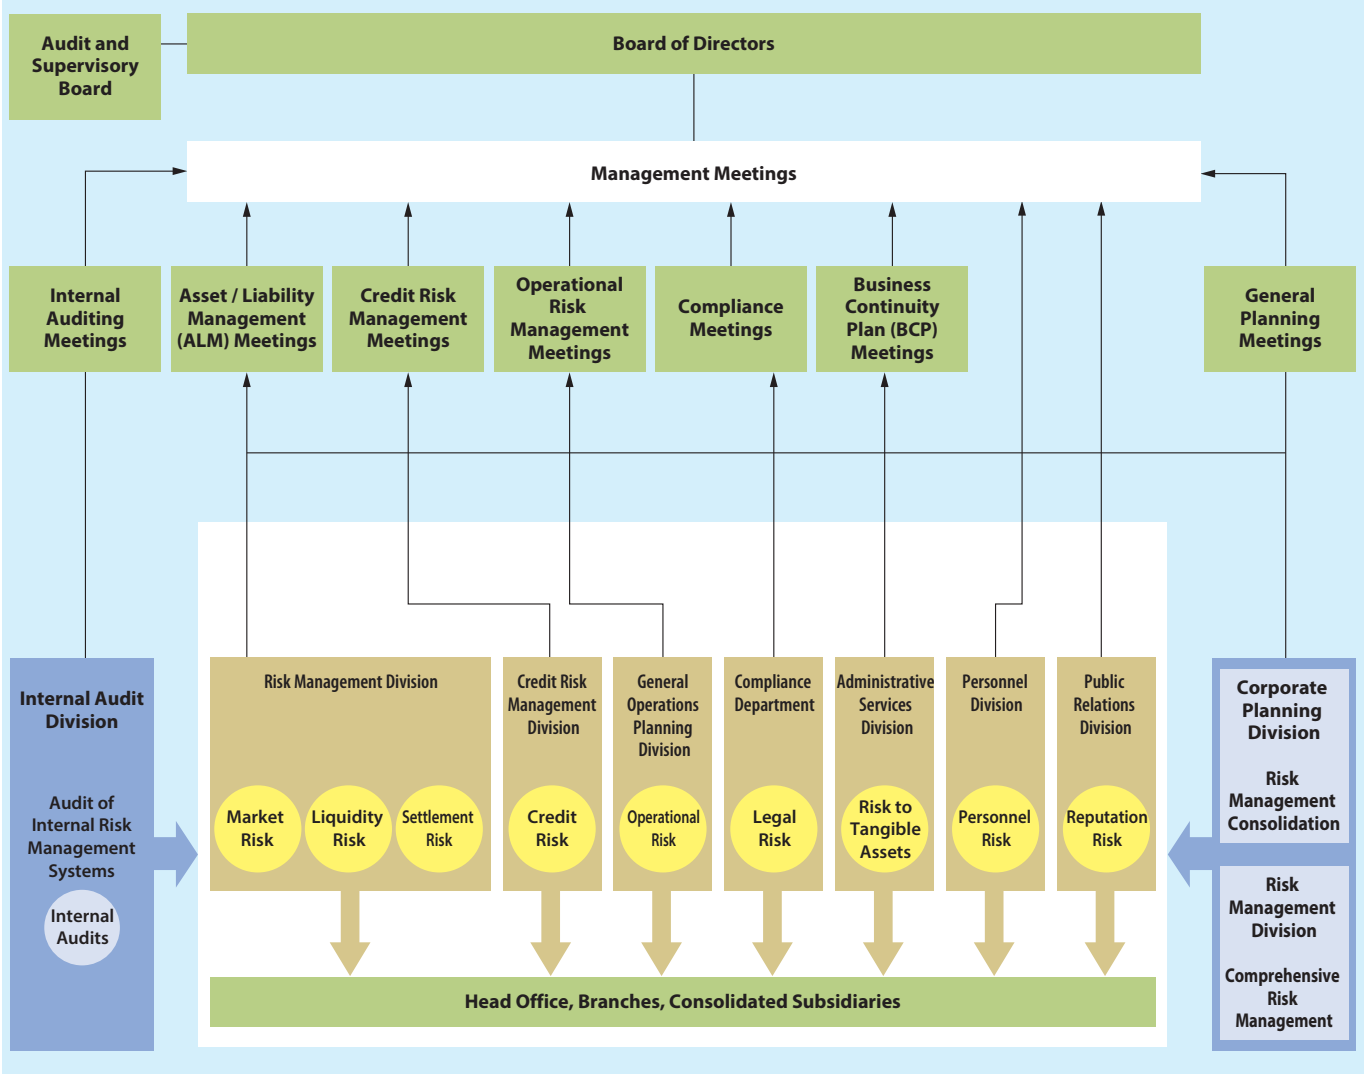 Audit and
Supervisory
Board
Board of Directors
Management Meetings
Internal
Auditing
Meetings
Asset / Liability
Management
(ALM) Meetings
Credit Risk
Management
Meetings
Operational
Risk
Management
Meetings
Compliance
Meetings
Business
Continuity
Plan (BCP)
Meetings
General
Planning
Meetings
Internal Audit
Division
Audit of
Internal Risk
Management
Systems
Internal
Audits
Risk Management Division
Market
Risk
Liquidity
Risk
Settlement
Risk
Credit Risk
Management
Division
Credit
Risk
General
Operations
Planning
Division
Operational
Risk
Compliance
Department
Legal
Risk
Administrative
Services
Division
Risk to
Tangible
Assets
Personnel
Division
Personnel
Risk
Public
Relations
Division
Reputation
Risk
Corporate
Planning
Division
Risk
Management
Consolidation
Risk
Management
Division
Comprehensive
Risk
Management
Head Office, Branches, Consolidated Subsidiaries